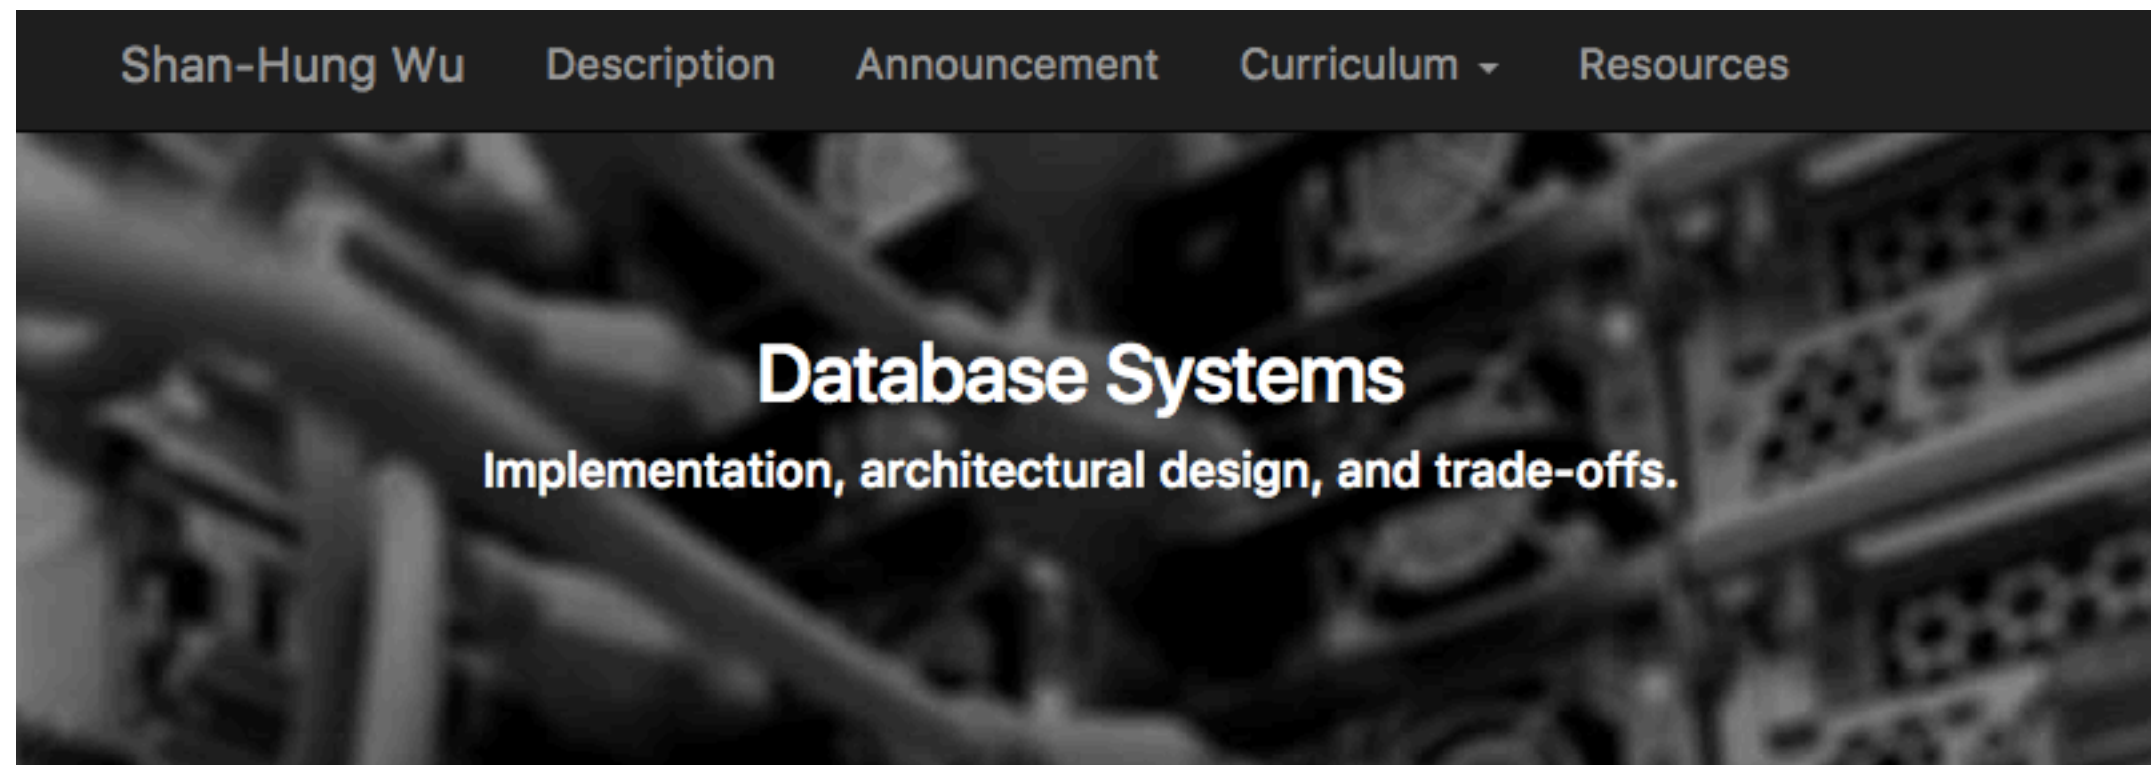 Shan-Hung Wu Description Announcement Curriculum Resources
Database Systems
Implementation, architectural design, and trade-offs.